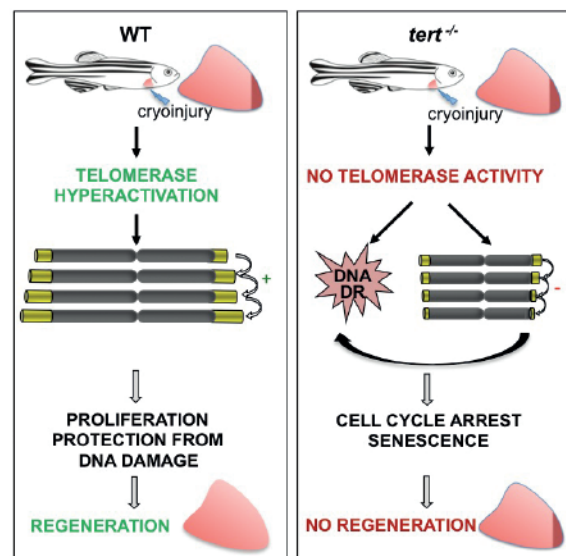 WT
cryoinjury
TELOMERASE
HYPERACTIVATION
+
PROLIFERATION
PROTECTION FROM
DNA DAMAGE
REGENERATION
tert -/-
cryoinjury
NO TELOMERASE ACTIVITY
DNA
DR
-
CELL CYCLE ARREST
SENESCENCE
NO REGENERATION